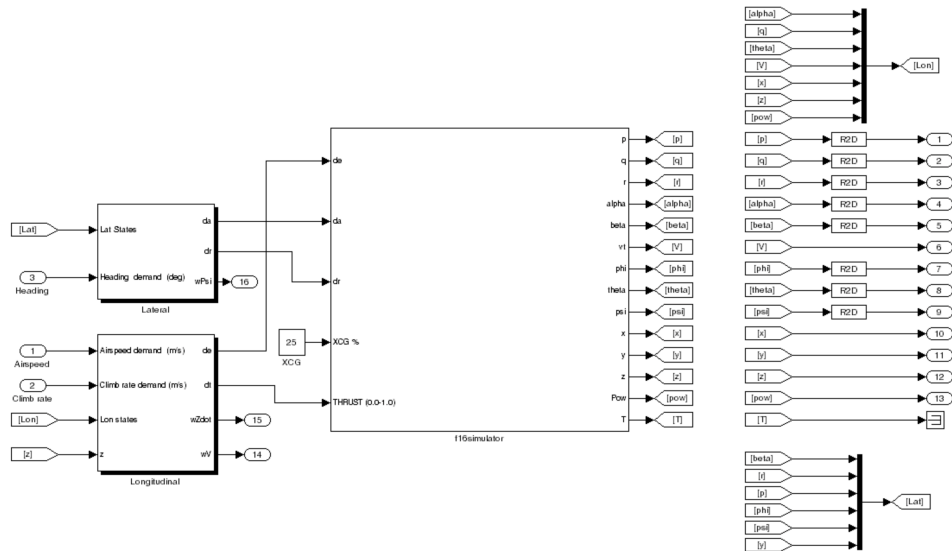 [Lat]
3
Heading
Lat States
Heading demand (deg)
da
dr
wPsi
Lateral
16
1
Airspeed
2
Climb rate
[Lon]
[z]
Airspeed demand (m/s)
Climb rate demand (m/s)
Lon states
z
de
dt
wZdot
wV
Longitudinal
15
14
25
XCG
de
da
dr
XCG %
THRUST (0.0-1.0)
p
q
r
alpha
beta
vt
phi
theta
psi
x
y
z
Pow
T
f16simulator
[p]
[q]
[r]
[alpha]
[beta]
[V]
[phi]
[theta]
[psi]
[x]
[y]
[z]
[pow]
[T]
[alpha]
[q]
[theta]
[V]
[x]
[z]
[pow]
[Lon]
[p] R2D 1
[q] R2D 2
[r] R2D 3
[alpha] R2D 4
[beta] R2D 5
[V] 6
[phi] R2D 7
[theta] R2D 8
[psi] R2D 9
[x] 10
[y] 11
[z] 12
[pow] 13
[T]
[beta]
[r]
[p]
[phi]
[psi]
[y]
[Lat]